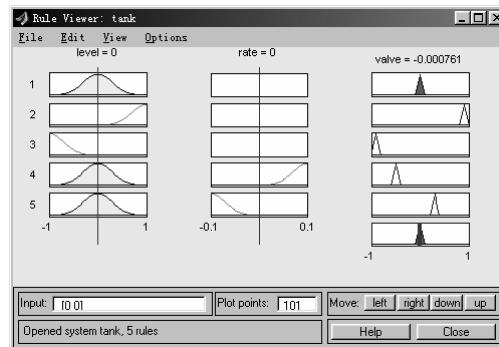 Rule Viewer: tank
File Edit View Options
level = 0 rate = 0 valve = -0.000761
1
2
3
4
5
-1 1 -0.1 0.1
-1 1
Input: [0 0] Plot points: 101 Move: left right down up
Opened system tank, 5 rules Help Close